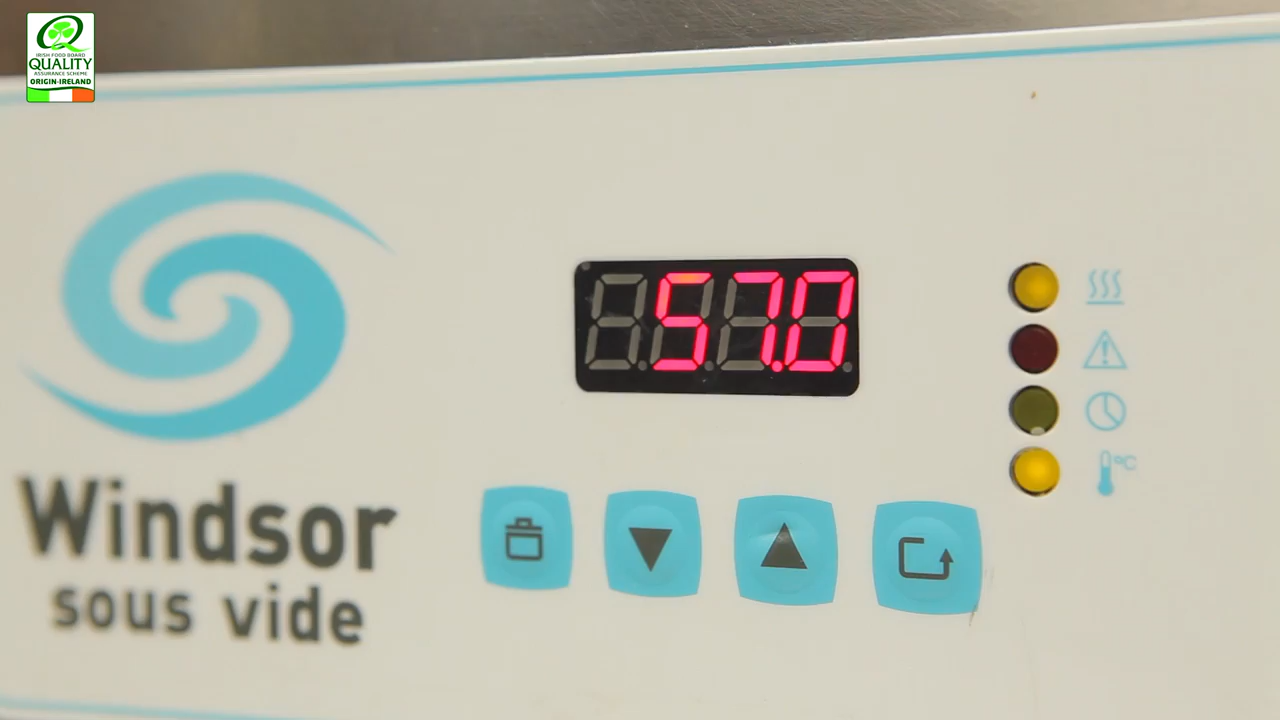 IRISH FOOD BOARD
QUALITY
ASSURANCE SCHEME
ORIGIN-IRELAND
57.0
°C
Windsor
sous vide